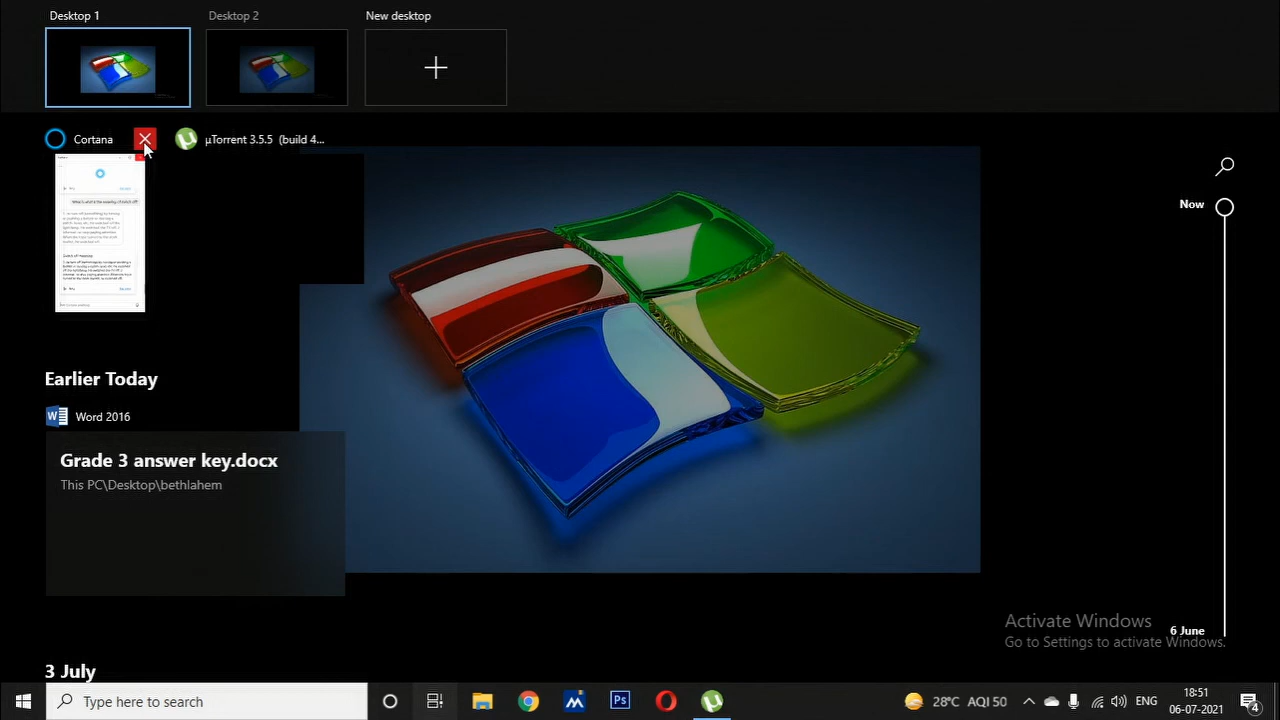 Desktop 1
Desktop 2
New desktop
Cortana
µTorrent 3.5.5 (build 4...
Now
Earlier Today
Word 2016
Grade 3 answer key.docx
This PC\Desktop\bethlahem
Activate Windows
Go to Settings to activate Windows.
6 June
3 July
Type here to search
Ps
28°C AQI 50
ENG
18:51
06-07-2021
4